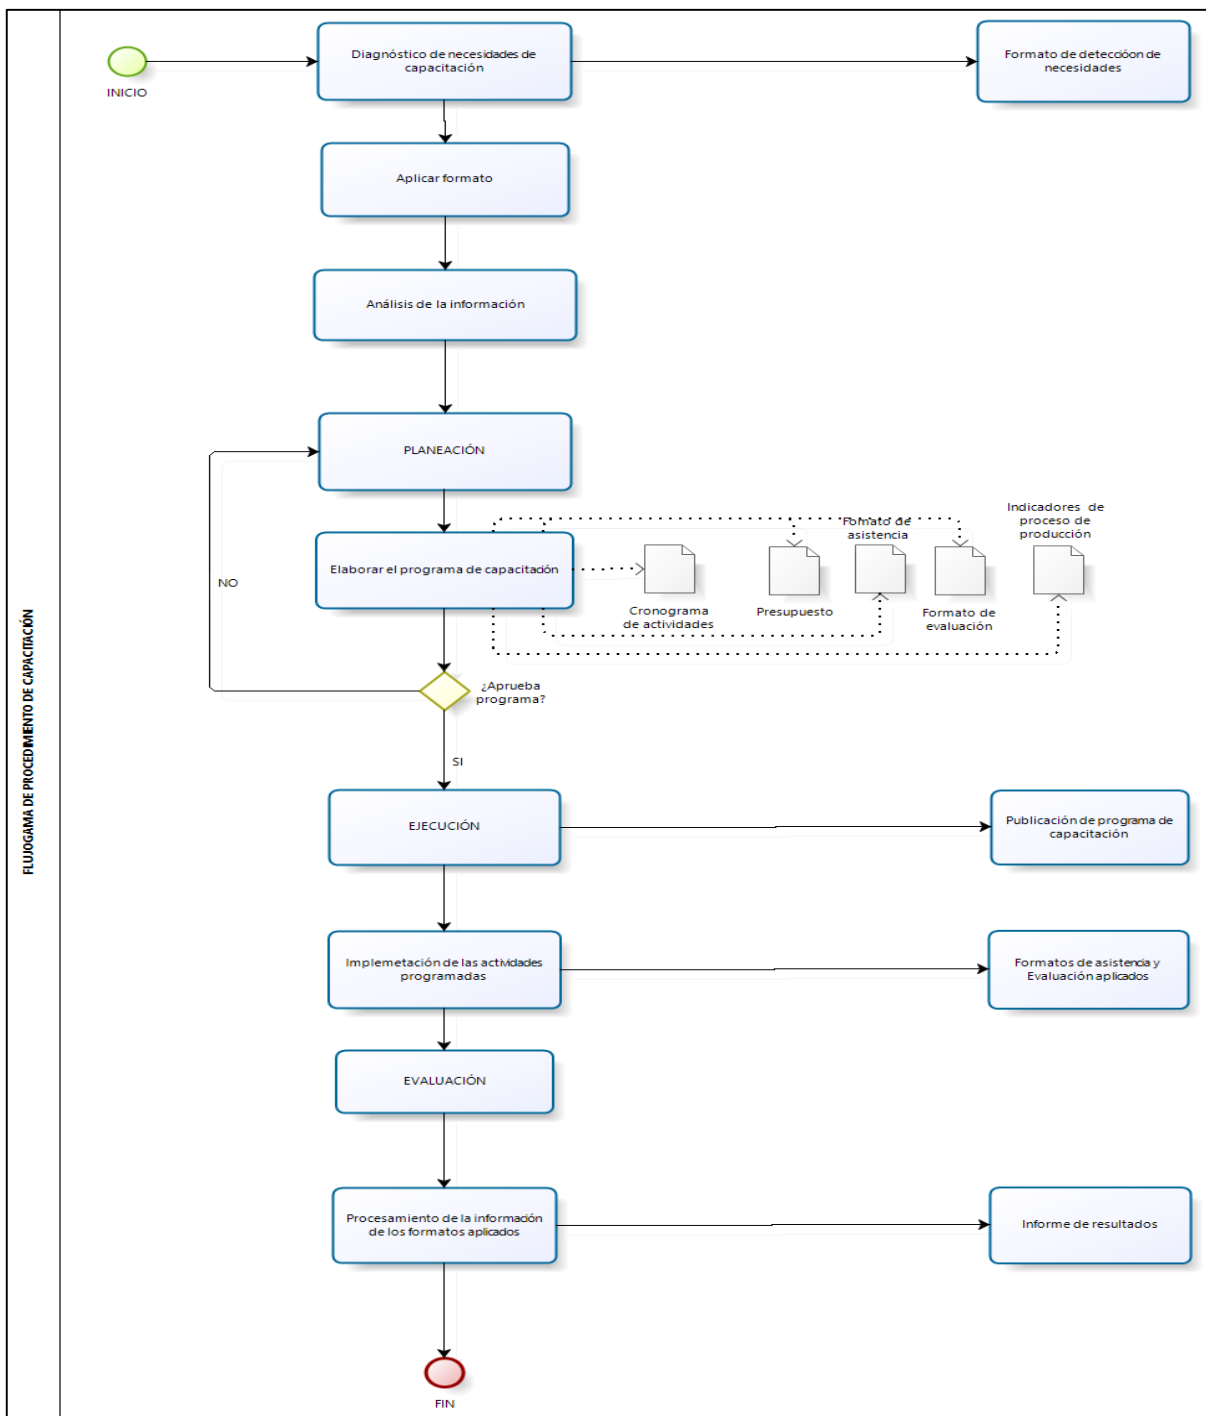 FLUJOGAMA DE PROCEDIMIENTO DE CAPACITACIÓN
INICIO
Diagnóstico de necesidades de
capacitación
Formato de deteccióon de
necesidades
Aplicar formato
Análisis de la información
PLANEACIÓN
NO
Elaborar el programa de capacitación
Cronograma
de actividades
Presupuesto
Fomato de
asistencia
Formato de
evaluación
Indicadores de
proceso de
producción
¿Aprueba
programa?
SI
EJECUCIÓN
Publicación de programa de
capacitación
Implemetación de las actividades
programadas
Formatos de asistencia y
Evaluación aplicados
EVALUACIÓN
Procesamiento de la información
de los formatos aplicados
Informe de resultados
FIN